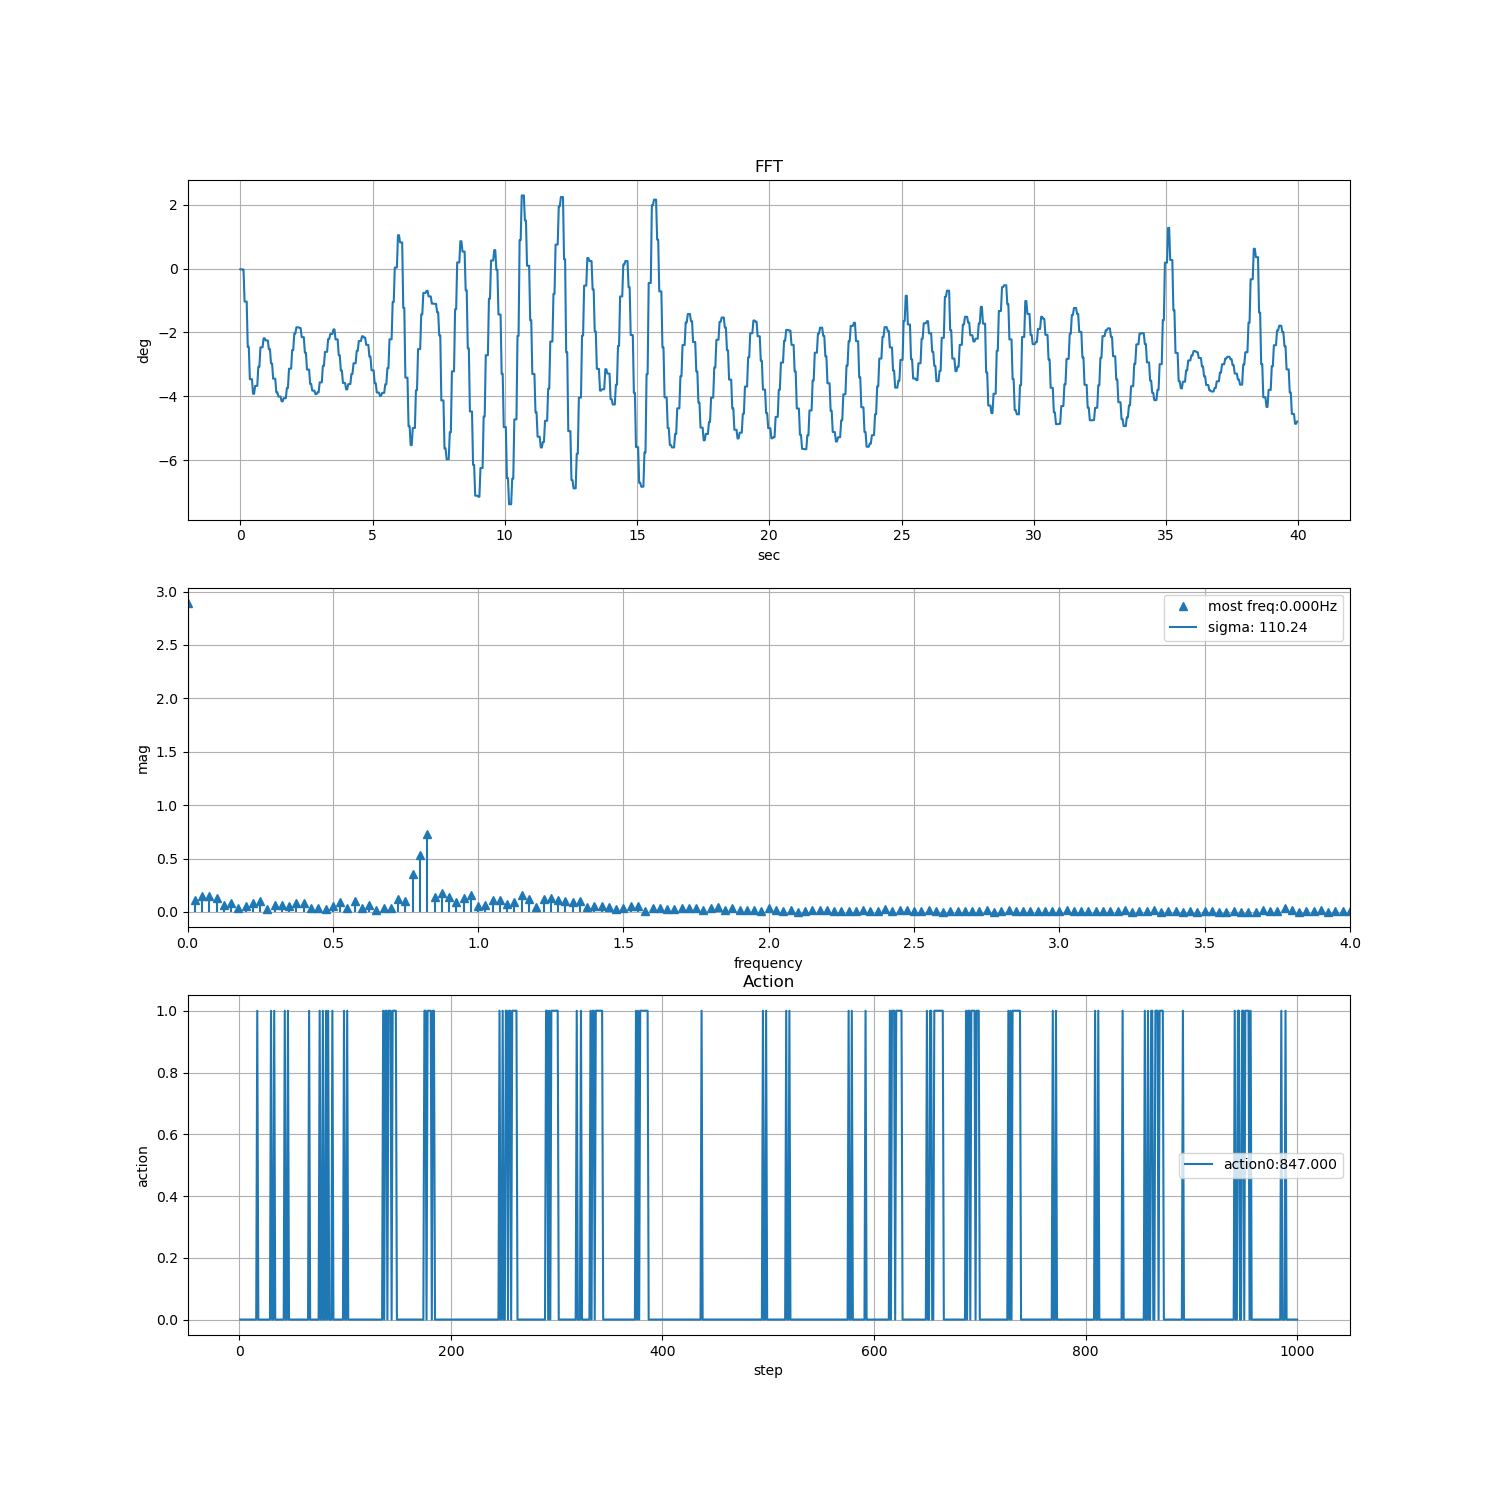 FFT
2
0
−2
−4
−6
deg
0 5 10 15 20 25 30 35 40
sec
3.0
2.5
2.0
1.5
1.0
0.5
0.0
mag
most freq:0.000Hz
sigma: 110.24
0.0 0.5 1.0 1.5 2.0 2.5 3.0 3.5 4.0
frequency
Action
1.0
0.8
0.6
0.4
0.2
0.0
action
action0:847.000
0 200 400 600 800 1000
step